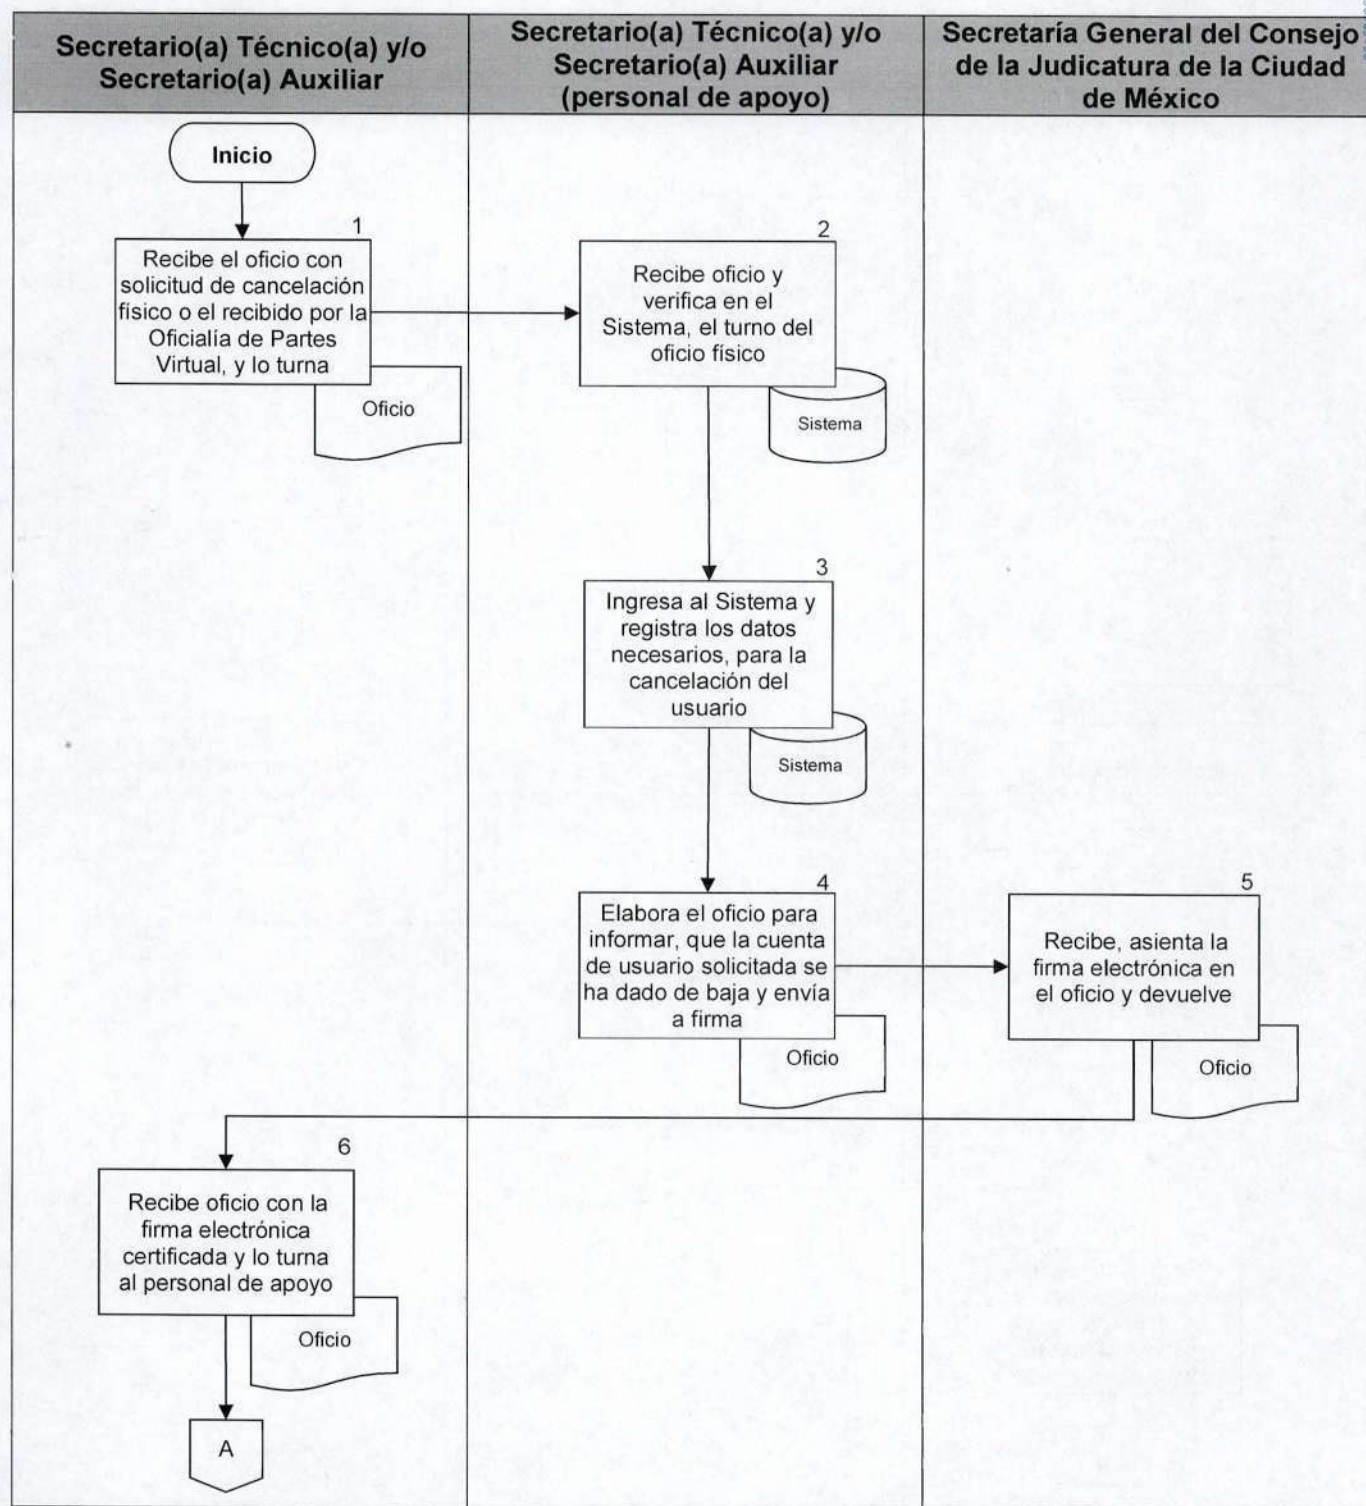 Secretario(a) Técnico(a) y/o
Secretario(a) Auxiliar
Secretario(a) Técnico(a) y/o
Secretario(a) Auxiliar
(personal de apoyo)
Secretaría General del Consejo
de la Judicatura de la Ciudad
de México
Inicio
1
Recibe el oficio con
solicitud de cancelación
físico o el recibido por la
Oficialía de Partes
Virtual, y lo turna
Oficio
2
Recibe oficio y
verifica en el
Sistema, el turno del
oficio físico
Sistema
3
Ingresa al Sistema y
registra los datos
necesarios, para la
cancelación del
usuario
Sistema
4
Elabora el oficio para
informar, que la cuenta
de usuario solicitada se
ha dado de baja y envía
a firma
Oficio
5
Recibe, asienta la
firma electrónica en
el oficio y devuelve
Oficio
6
Recibe oficio con la
firma electrónica
certificada y lo turna
al personal de apoyo
Oficio
A